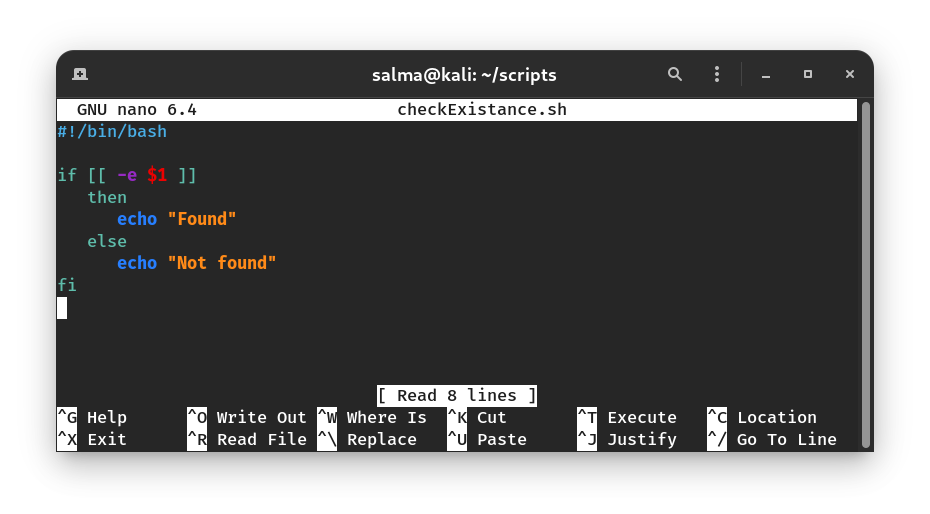 salma@kali: ~/scripts
GNU nano 6.4 checkExistance.sh
#!/bin/bash
if [[ -e $1 ]]
then
echo "Found"
else
echo "Not found"
fi
[ Read 8 lines ]
^G Help ^O Write Out ^W Where Is ^K Cut ^T Execute ^C Location
^X Exit ^R Read File ^\ Replace ^U Paste ^J Justify ^/ Go To Line